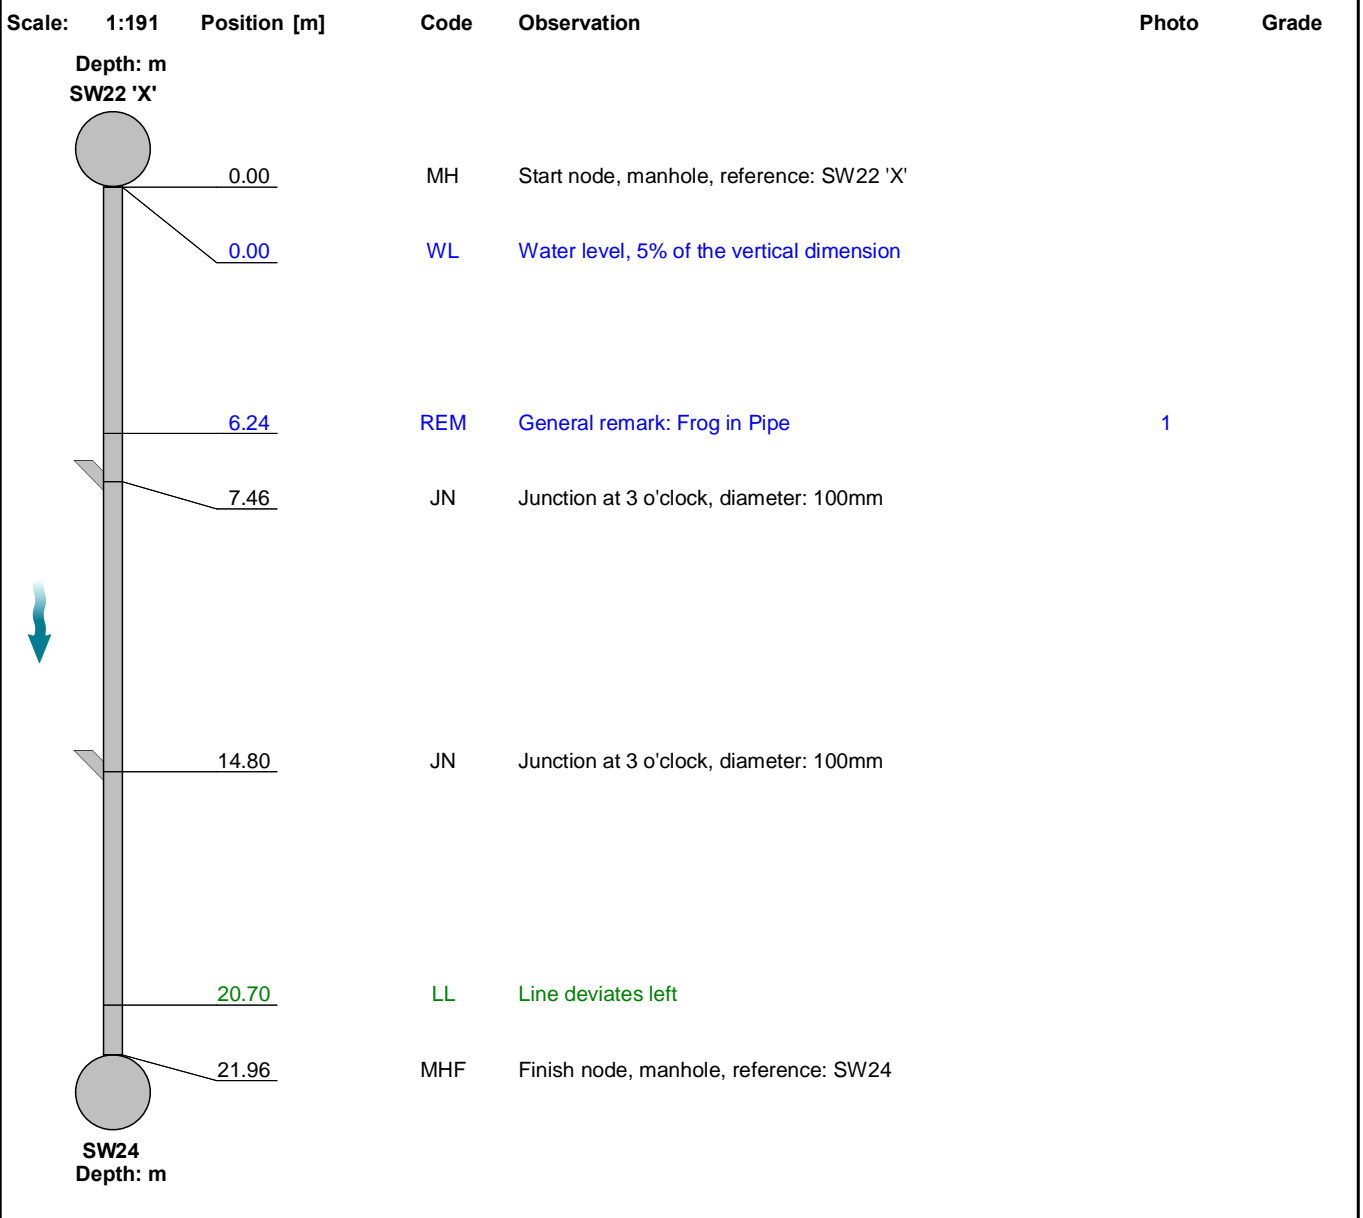 Scale: 1:191 Position [m] Code Observation Photo Grade
Depth: m
SW22 'X'
0.00 MH Start node, manhole, reference: SW22 'X'
0.00 WL Water level, 5% of the vertical dimension
6.24 REM General remark: Frog in Pipe 1
7.46 JN Junction at 3 o'clock, diameter: 100mm
14.80 JN Junction at 3 o'clock, diameter: 100mm
20.70 LL Line deviates left
21.96 MHF Finish node, manhole, reference: SW24
SW24
Depth: m